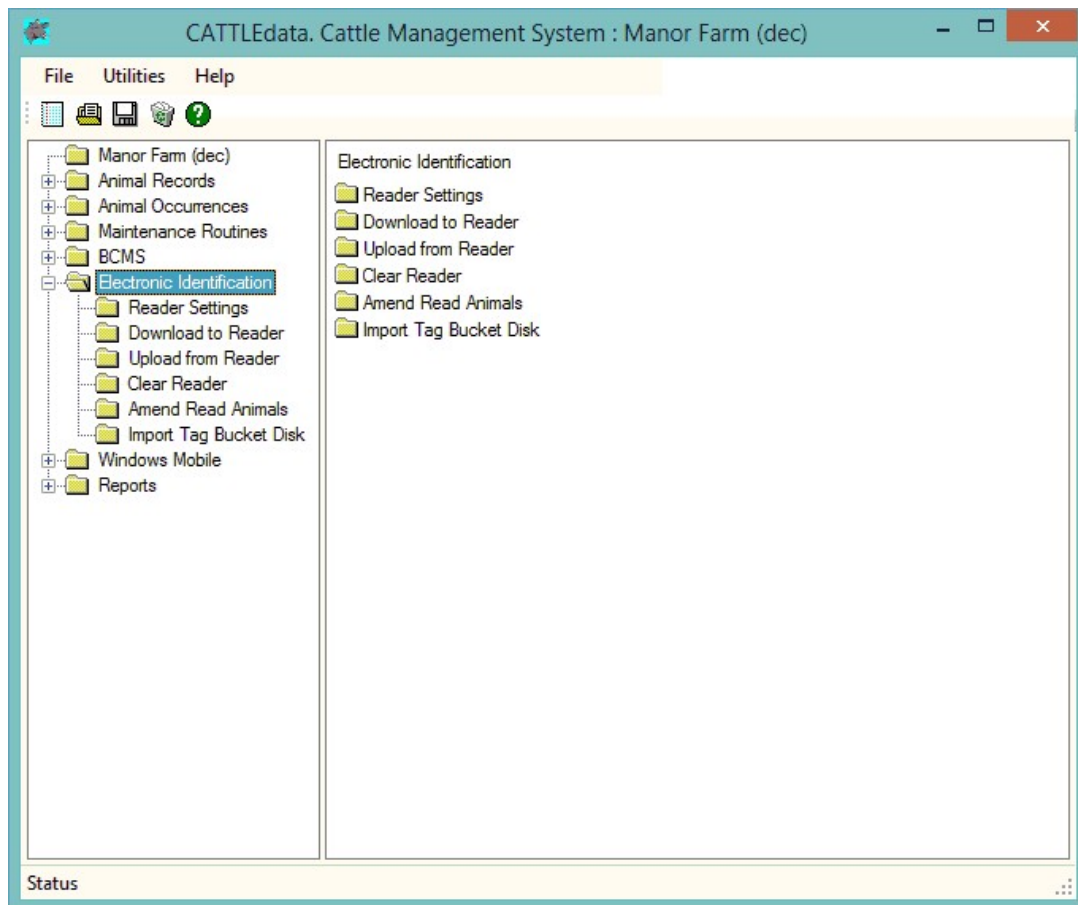 CATTLEdata. Cattle Management System : Manor Farm (dec)
File Utilities Help
Manor Farm (dec)
Animal Records
Animal Occurrences
Maintenance Routines
BCMS
Electronic Identification
Reader Settings
Download to Reader
Upload from Reader
Clear Reader
Amend Read Animals
Import Tag Bucket Disk
Windows Mobile
Reports
Electronic Identification
Reader Settings
Download to Reader
Upload from Reader
Clear Reader
Amend Read Animals
Import Tag Bucket Disk
Status